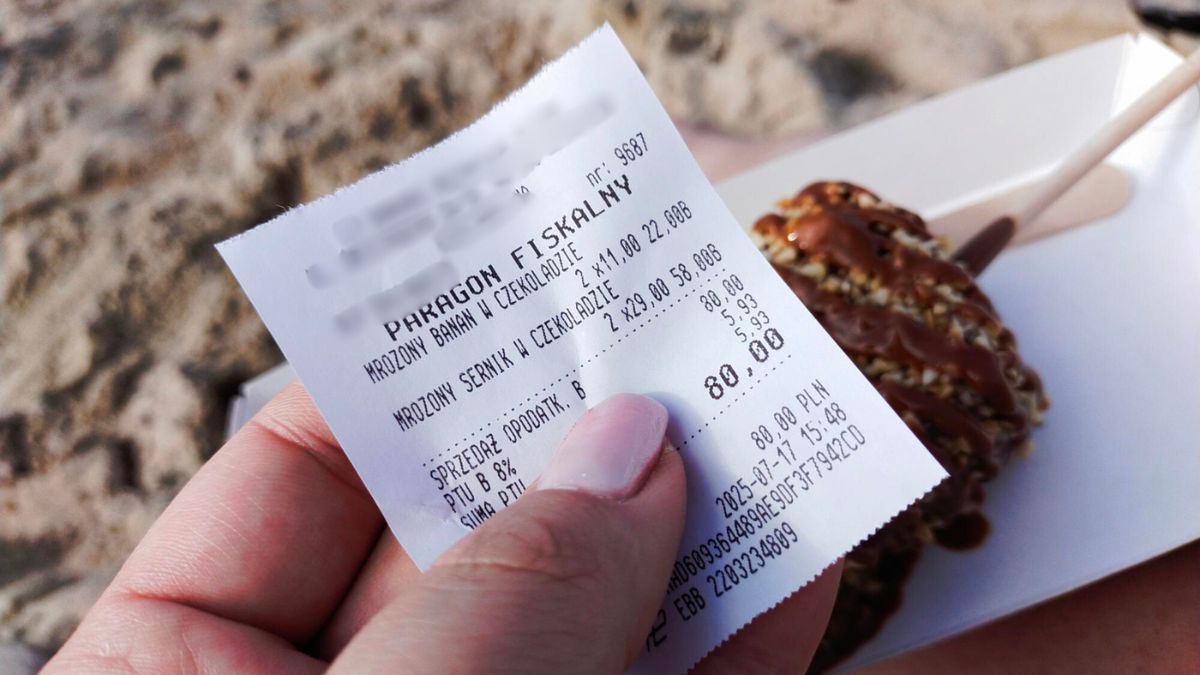 nr: 9687
PARAGON FISKALNY
MROZONY BANAN W CZEKOLADZIE
2 x11,00 22,00B
MROZONY SERNIK W CZEKOLADZIE
2 x29,00 58,00B
SPRZEDAŻ OPODATK. B 80,00
PTU B 8% 5,93
SUMA PTU 5,93
80,00
80,00 PLN
2025-07-17 15:48
EBB 2203234809